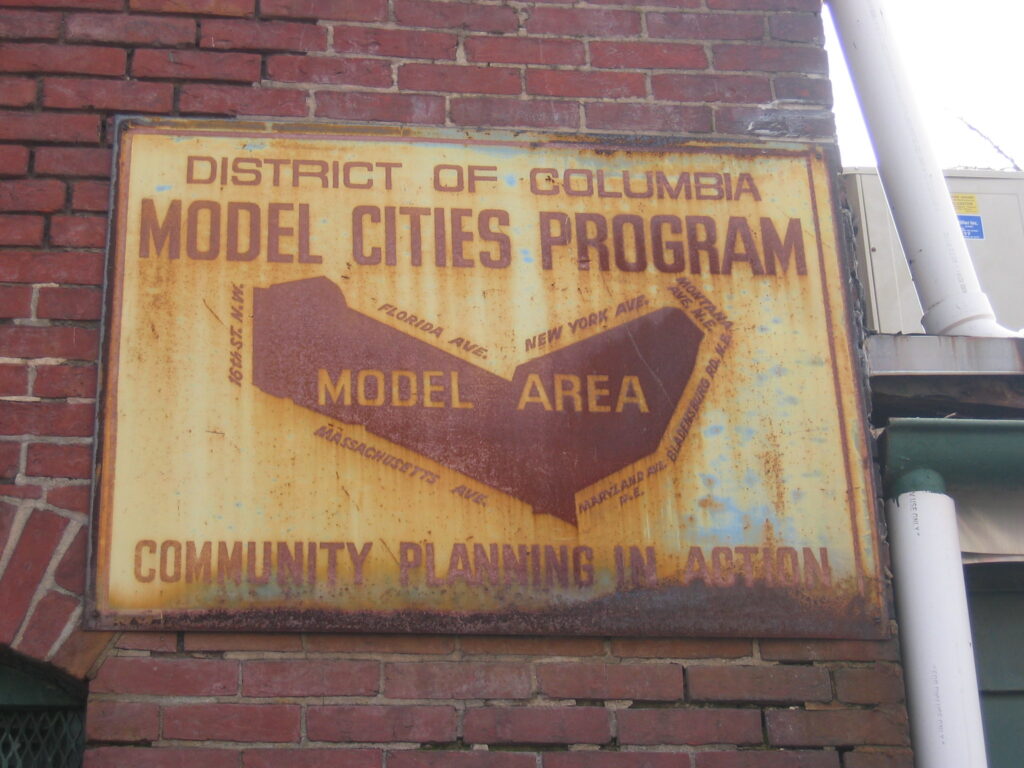 DISTRICT OF COLUMBIA
MODEL CITIES PROGRAM
16th ST. N.W.
FLORIDA AVE.
NEW YORK AVE.
MONTANA
AVE. N.E.
MODEL AREA
BLADENSBURG RD. N.E.
MASSACHUSETTS AVE.
MARYLAND AVE.
N.E.
COMMUNITY PLANNING IN ACTION